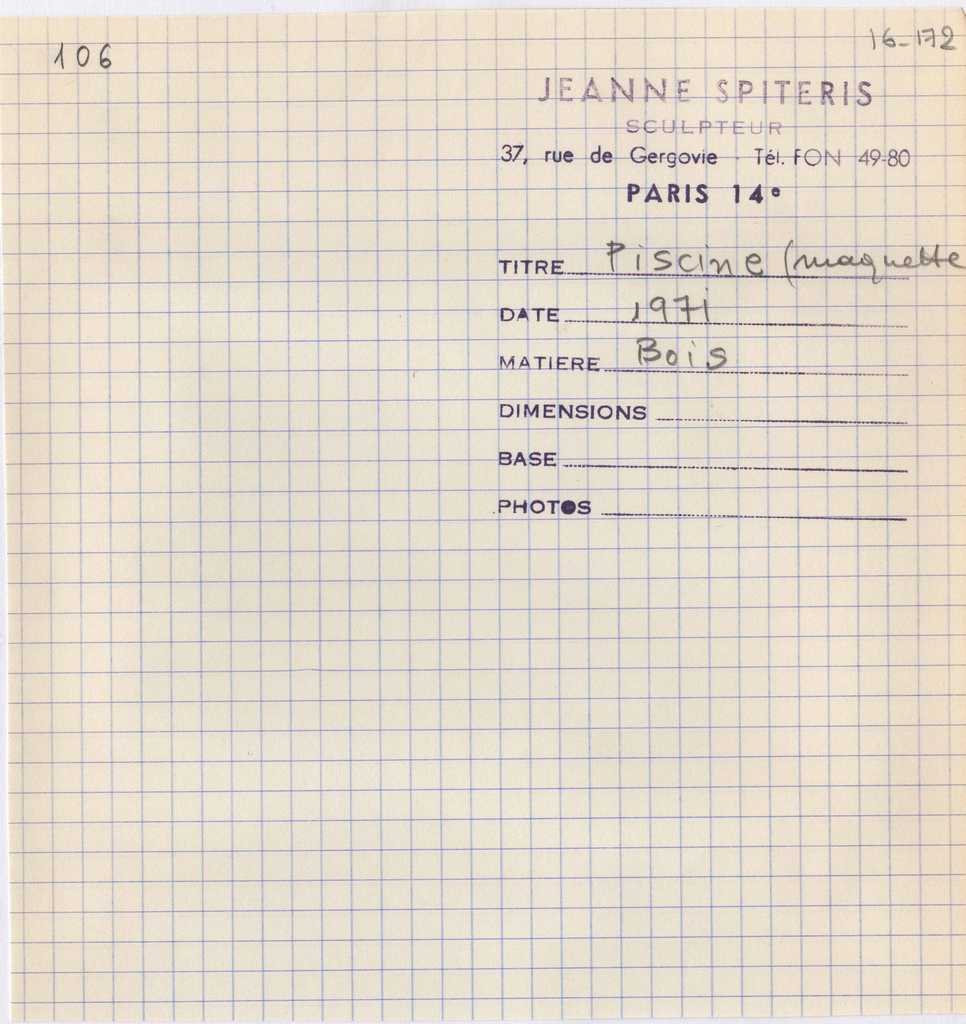 106
16-172
JEANNE SPITERIS
SCULPTEUR
37, rue de Gergovie - Tél. FON 49-80
PARIS 14e
TITRE Piscine (maquette
DATE 1971
MATIERE Bois
DIMENSIONS
BASE
PHOTOS